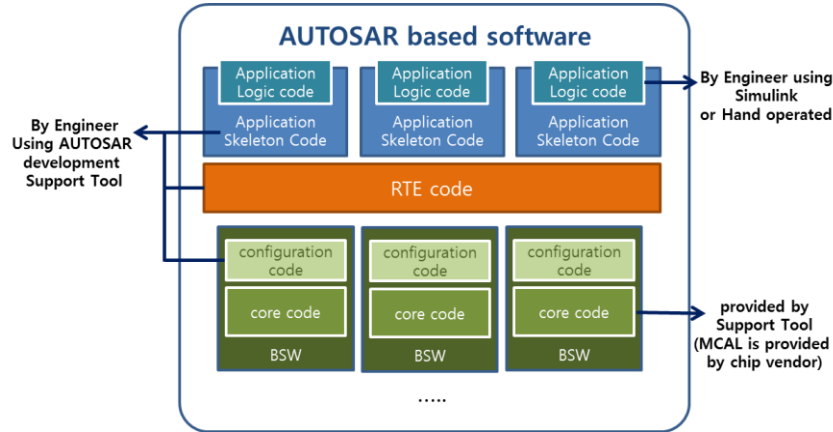 AUTOSAR based software
Application
Logic code
Application
Logic code
Application
Logic code
Application
Skeleton Code
Application
Skeleton Code
Application
Skeleton Code
By Engineer using
Simulink
or Hand operated
By Engineer
Using AUTOSAR
development
Support Tool
RTE code
configuration
code
configuration
code
configuration
code
core code
core code
core code
BSW
BSW
BSW
provided by
Support Tool
(MCAL is provided
by chip vendor)
.....